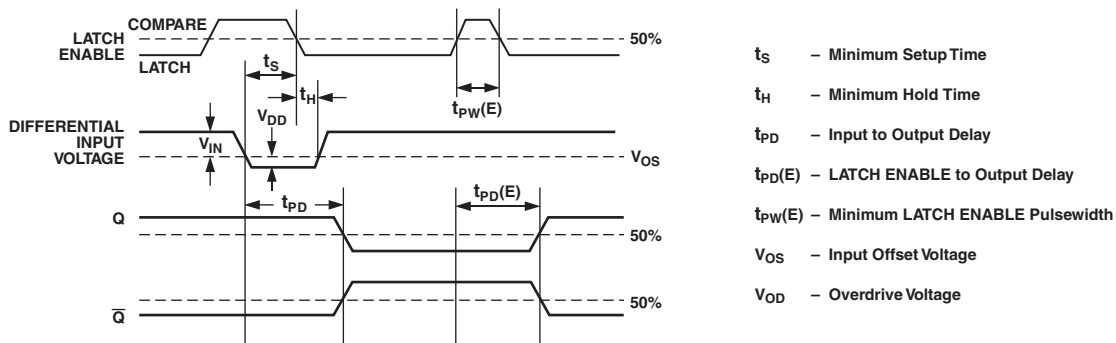 COMPARE
LATCH
ENABLE
LATCH
50%
tS
tH
tPW(E)
DIFFERENTIAL
INPUT
VOLTAGE
VIN
VDD
VOS
tPD
tPD(E)
Q
50%
Q̅
50%
tS – Minimum Setup Time
tH – Minimum Hold Time
tPD – Input to Output Delay
tPD(E) – LATCH ENABLE to Output Delay
tPW(E) – Minimum LATCH ENABLE Pulsewidth
VOS – Input Offset Voltage
VOD – Overdrive Voltage